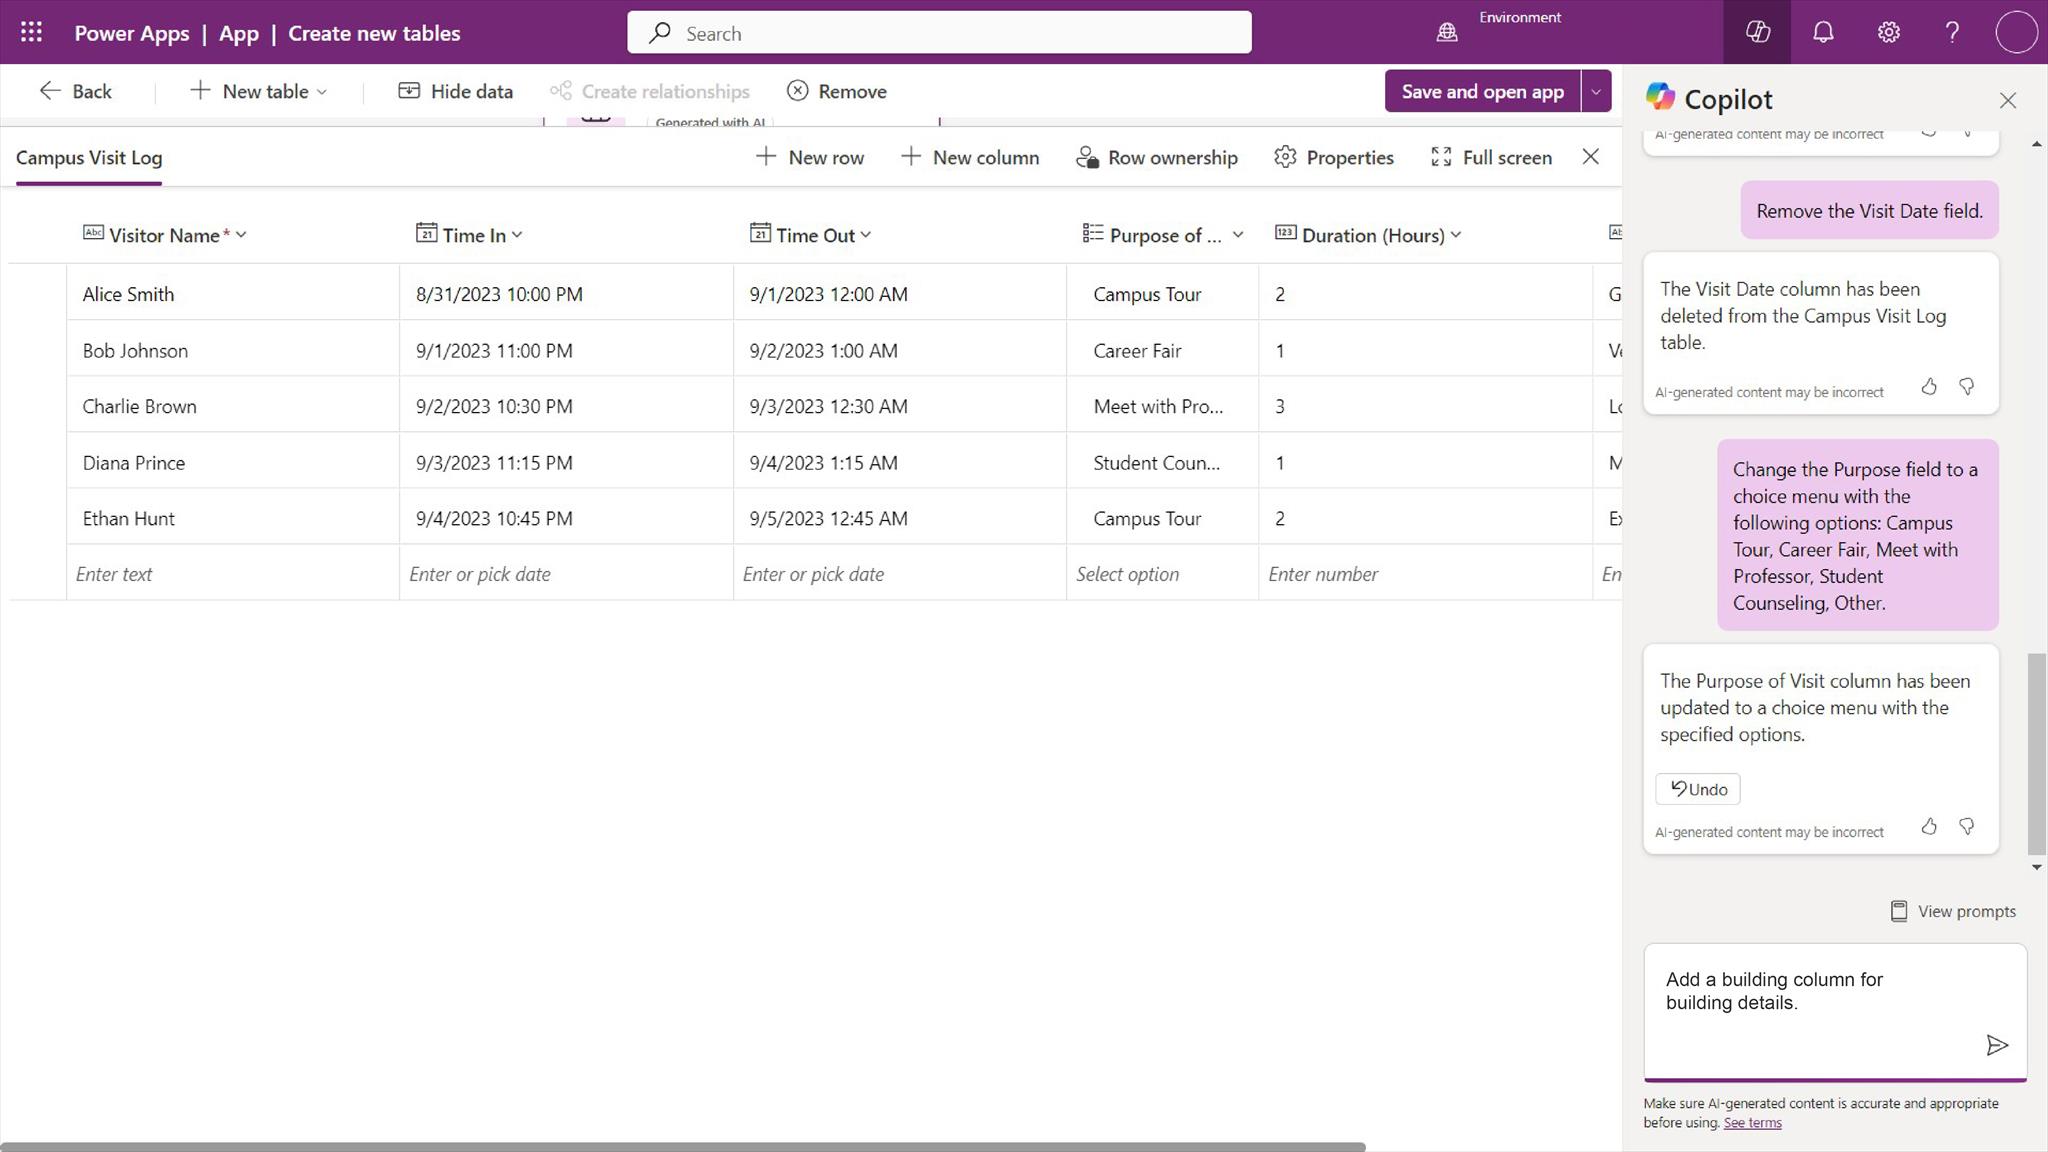 Power Apps | App | Create new tables
Search
Environment
Back
New table
Hide data
Create relationships
Remove
Save and open app
Generated with AI
Campus Visit Log
New row
New column
Row ownership
Properties
Full screen
Visitor Name* Time In Time Out Purpose of ... Duration (Hours)
Alice Smith 8/31/2023 10:00 PM 9/1/2023 12:00 AM Campus Tour 2
Bob Johnson 9/1/2023 11:00 PM 9/2/2023 1:00 AM Career Fair 1
Charlie Brown 9/2/2023 10:30 PM 9/3/2023 12:30 AM Meet with Pro... 3
Diana Prince 9/3/2023 11:15 PM 9/4/2023 1:15 AM Student Coun... 1
Ethan Hunt 9/4/2023 10:45 PM 9/5/2023 12:45 AM Campus Tour 2
Enter text Enter or pick date Enter or pick date Select option Enter number
Copilot
AI-generated content may be incorrect
Remove the Visit Date field.
The Visit Date column has been
deleted from the Campus Visit Log
table.
AI-generated content may be incorrect
Change the Purpose field to a
choice menu with the
following options: Campus
Tour, Career Fair, Meet with
Professor, Student
Counseling, Other.
The Purpose of Visit column has been
updated to a choice menu with the
specified options.
Undo
AI-generated content may be incorrect
View prompts
Add a building column for
building details.
Make sure AI-generated content is accurate and appropriate
before using. See terms